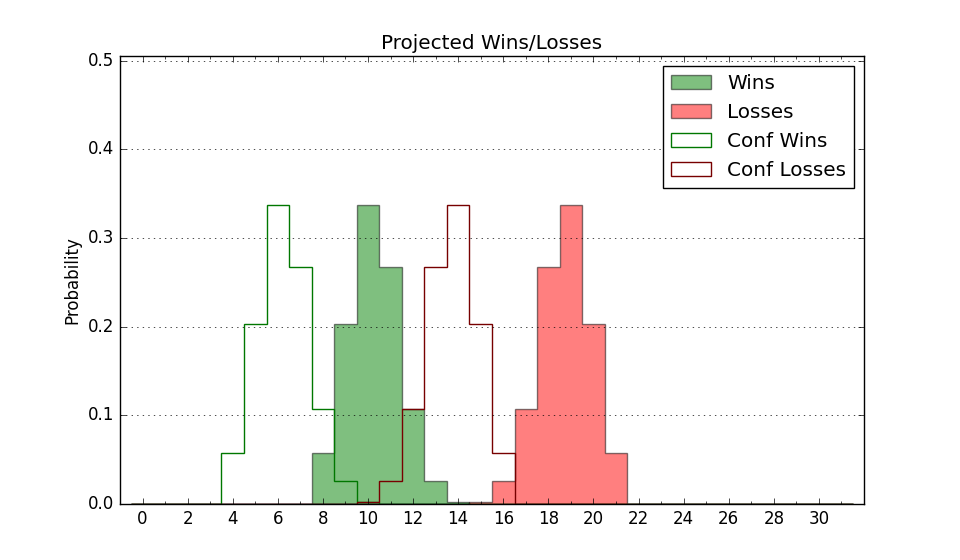 Projected Wins/Losses
0.5
0.4
0.3
0.2
0.1
0.0
Probability
Wins
Losses
Conf Wins
Conf Losses
0 2 4 6 8 10 12 14 16 18 20 22 24 26 28 30